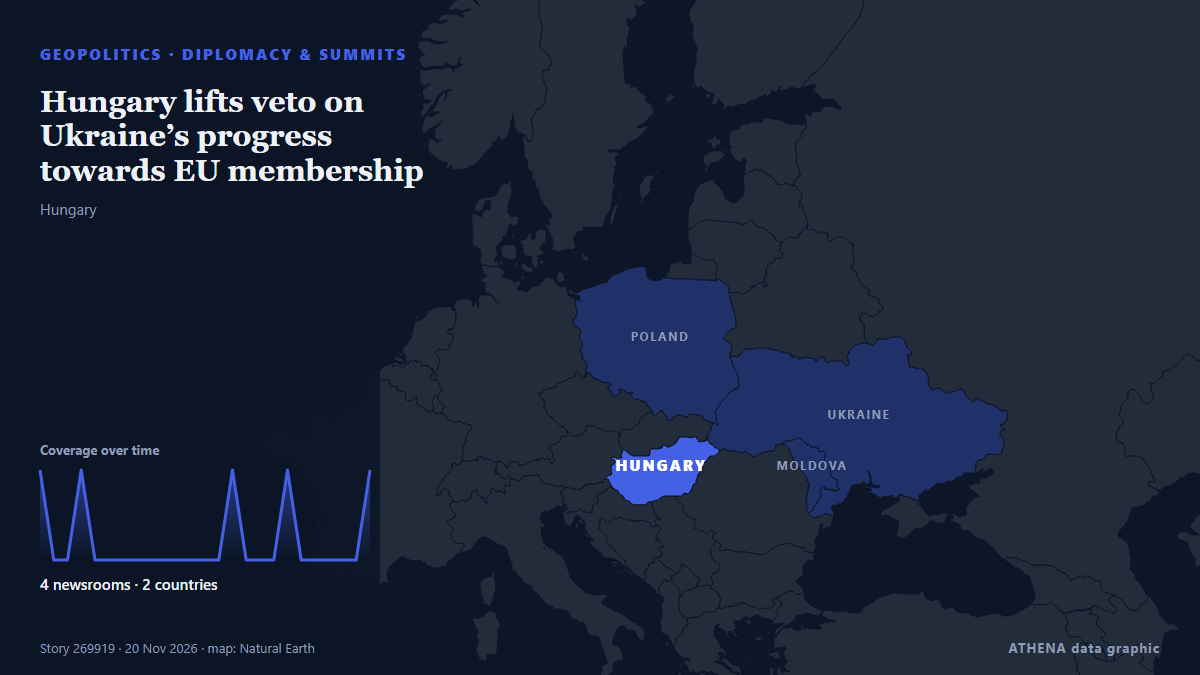 GEOPOLITICS · DIPLOMACY & SUMMITS
Hungary lifts veto on
Ukraine’s progress
towards EU membership
Hungary
POLAND
UKRAINE
HUNGARY
MOLDOVA
Coverage over time
4 newsrooms · 2 countries
Story 269919 · 20 Nov 2026 · map: Natural Earth
ATHENA data graphic